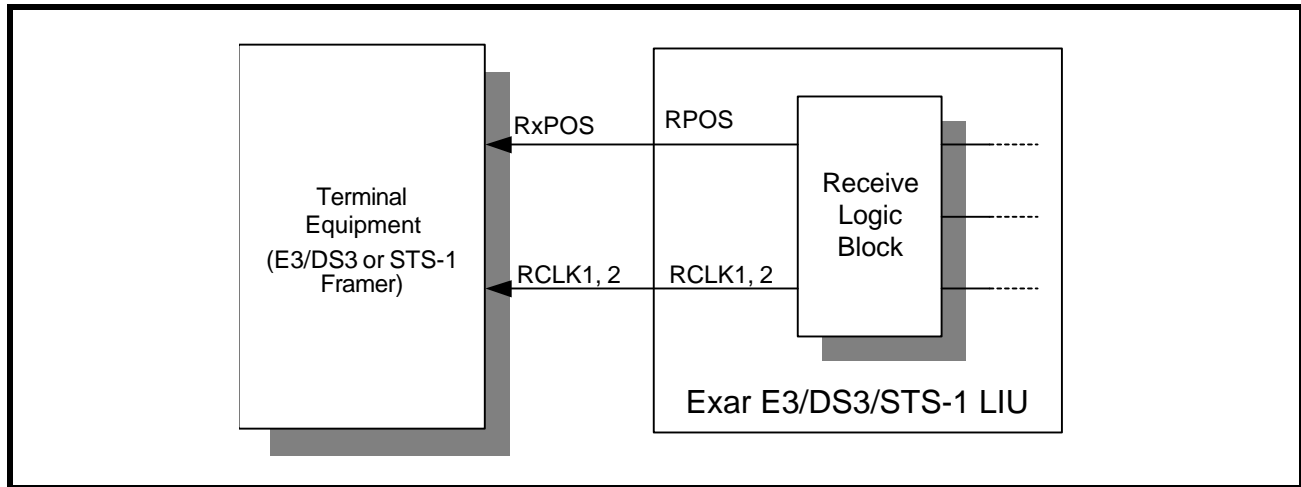 Terminal
Equipment
(E3/DS3 or STS-1
Framer)
RxPOS
RCLK1, 2
RPOS
RCLK1, 2
Receive
Logic
Block
Exar E3/DS3/STS-1 LIU